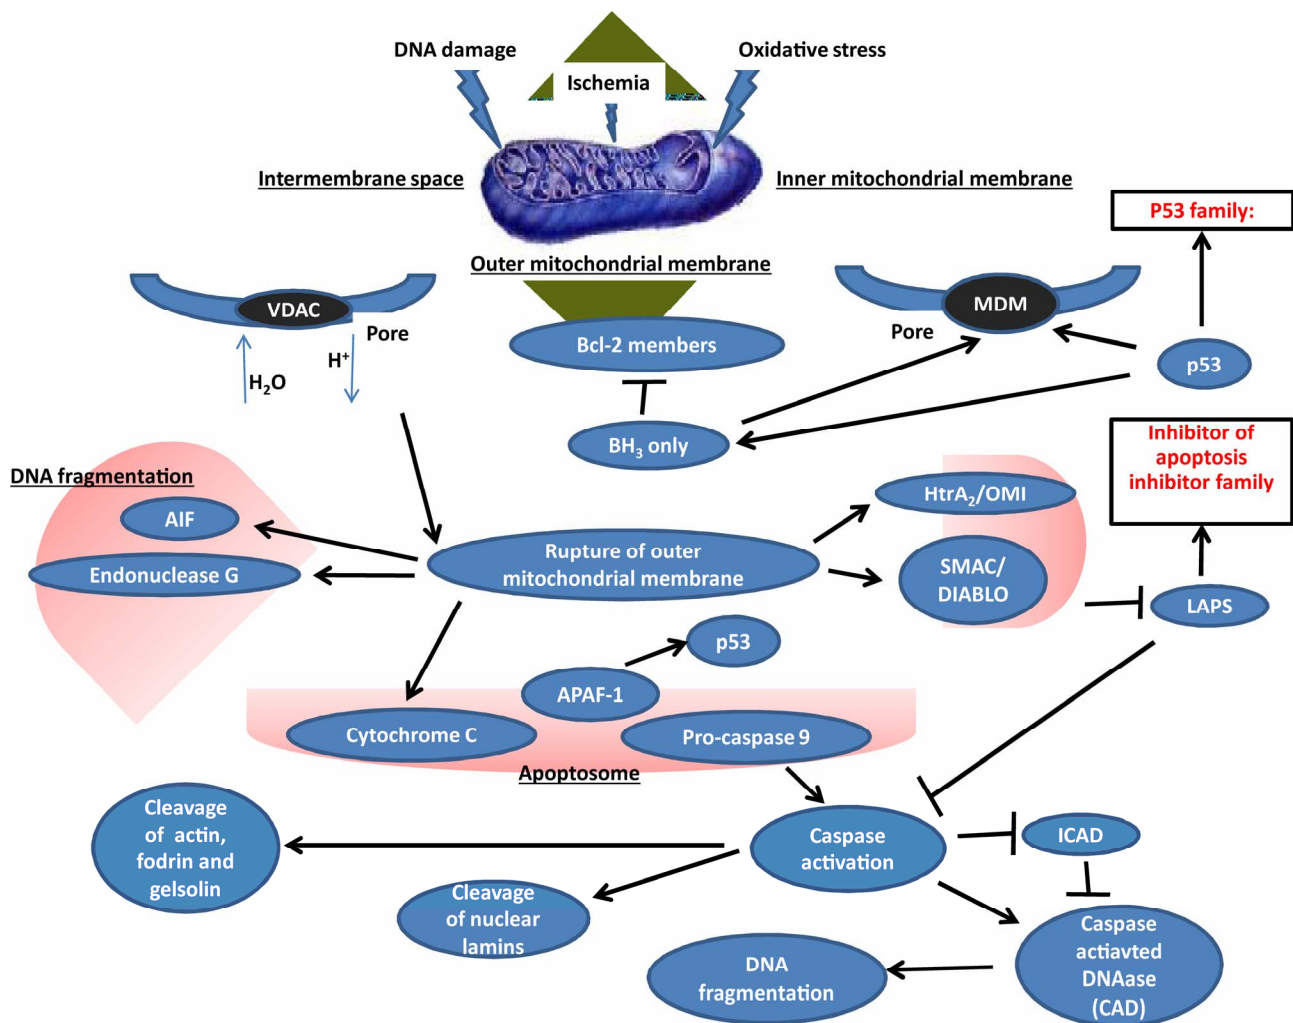 DNA damage
Ischemia
Oxidative stress
Intermembrane space
Inner mitochondrial membrane
P53 family:
Outer mitochondrial membrane
VDAC
Pore
H+
H2O
Bcl-2 members
Pore
MDM
p53
BH3 only
Inhibitor of
apoptosis
inhibitor family
DNA fragmentation
AIF
Endonuclease G
Rupture of outer
mitochondrial membrane
HtrA2/OMI
SMAC/
DIABLO
LAPS
p53
APAF-1
Cytochrome C
Pro-caspase 9
Apoptosome
Cleavage
of actin,
fodrin and
gelsolin
Caspase
activation
ICAD
Cleavage
of nuclear
lamins
Caspase
actiavted
DNAase
(CAD)
DNA
fragmentation